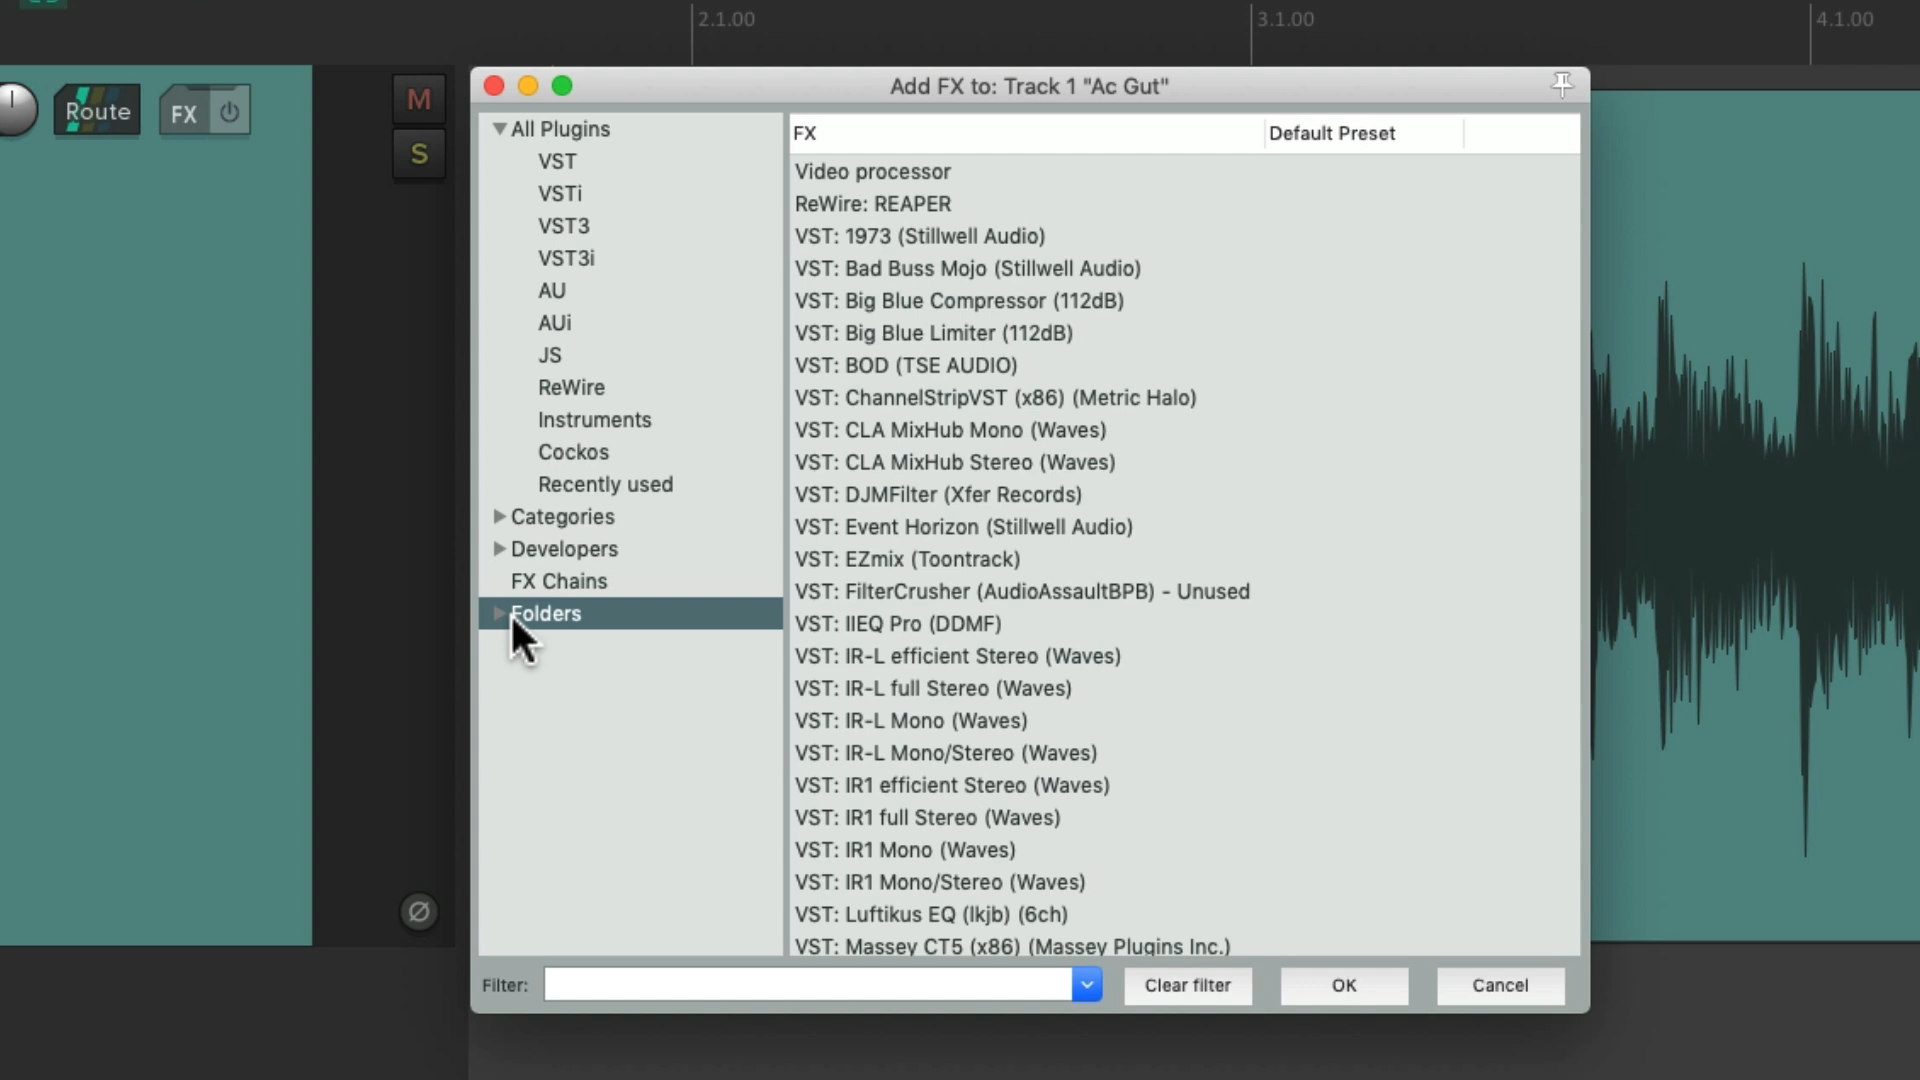 2.1.00
3.1.00
4.1.00
Route
FX
M
S
Add FX to: Track 1 "Ac Gut"
All Plugins
VST
VSTi
VST3
VST3i
AU
AUi
JS
ReWire
Instruments
Cockos
Recently used
Categories
Developers
FX Chains
Folders
FX
Default Preset
Video processor
ReWire: REAPER
VST: 1973 (Stillwell Audio)
VST: Bad Buss Mojo (Stillwell Audio)
VST: Big Blue Compressor (112dB)
VST: Big Blue Limiter (112dB)
VST: BOD (TSE AUDIO)
VST: ChannelStripVST (x86) (Metric Halo)
VST: CLA MixHub Mono (Waves)
VST: CLA MixHub Stereo (Waves)
VST: DJMFilter (Xfer Records)
VST: Event Horizon (Stillwell Audio)
VST: EZmix (Toontrack)
VST: FilterCrusher (AudioAssaultBPB) - Unused
VST: IIEQ Pro (DDMF)
VST: IR-L efficient Stereo (Waves)
VST: IR-L full Stereo (Waves)
VST: IR-L Mono (Waves)
VST: IR-L Mono/Stereo (Waves)
VST: IR1 efficient Stereo (Waves)
VST: IR1 full Stereo (Waves)
VST: IR1 Mono (Waves)
VST: IR1 Mono/Stereo (Waves)
VST: Luftikus EQ (lkjb) (6ch)
VST: Massey CT5 (x86) (Massey Plugins Inc.)
Filter:
Clear filter
OK
Cancel